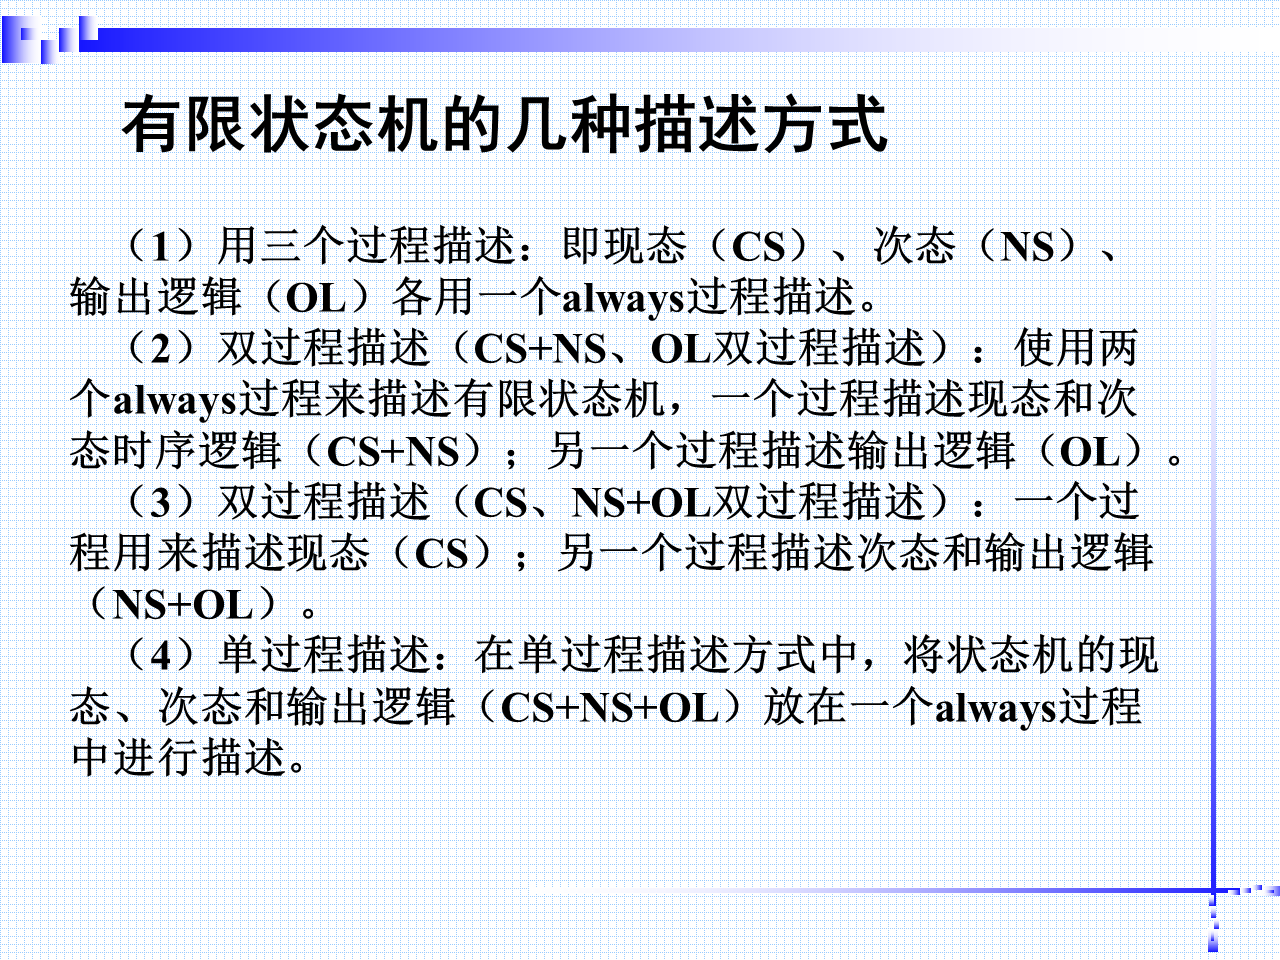 有限状态机的几种描述方式
（1）用三个过程描述：即现态（CS）、次态（NS）、
输出逻辑（OL）各用一个always过程描述。
（2）双过程描述（CS+NS、OL双过程描述）：使用两
个always过程来描述有限状态机，一个过程描述现态和次
态时序逻辑（CS+NS）；另一个过程描述输出逻辑（OL）。
（3）双过程描述（CS、NS+OL双过程描述）：一个过
程用来描述现态（CS）；另一个过程描述次态和输出逻辑
（NS+OL）。
（4）单过程描述：在单过程描述方式中，将状态机的现
态、次态和输出逻辑（CS+NS+OL）放在一个always过程
中进行描述。